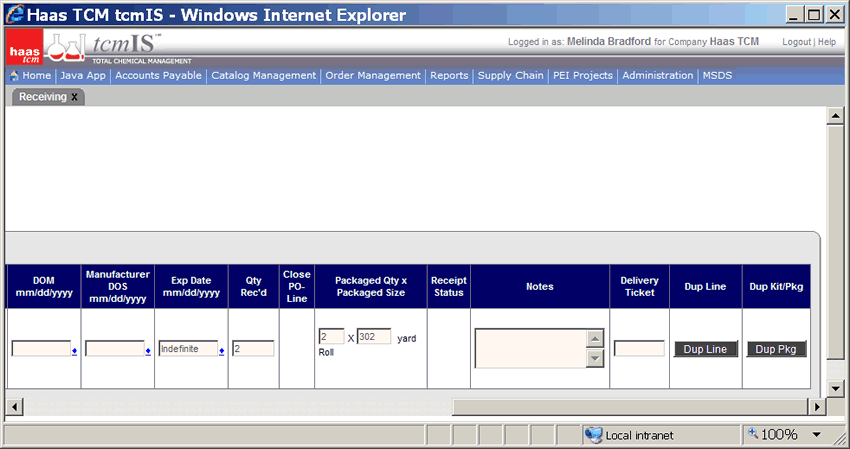 Haas TCM tcmIS - Windows Internet Explorer
haas tcm tcmIS™ TOTAL CHEMICAL MANAGEMENT
Logged in as: Melinda Bradford for Company Haas TCM Logout | Help
Home Java App Accounts Payable Catalog Management Order Management Reports Supply Chain PEI Projects Administration MSDS
Receiving x
DOM mm/dd/yyyy
Manufacturer DOS mm/dd/yyyy
Exp Date mm/dd/yyyy
Qty Rec'd
Close PO-Line
Packaged Qty x Packaged Size
Receipt Status
Notes
Delivery Ticket
Dup Line
Dup Kit/Pkg
Indefinite
2
2 X 302 yard
Roll
Dup Line
Dup Pkg
Local intranet
100%